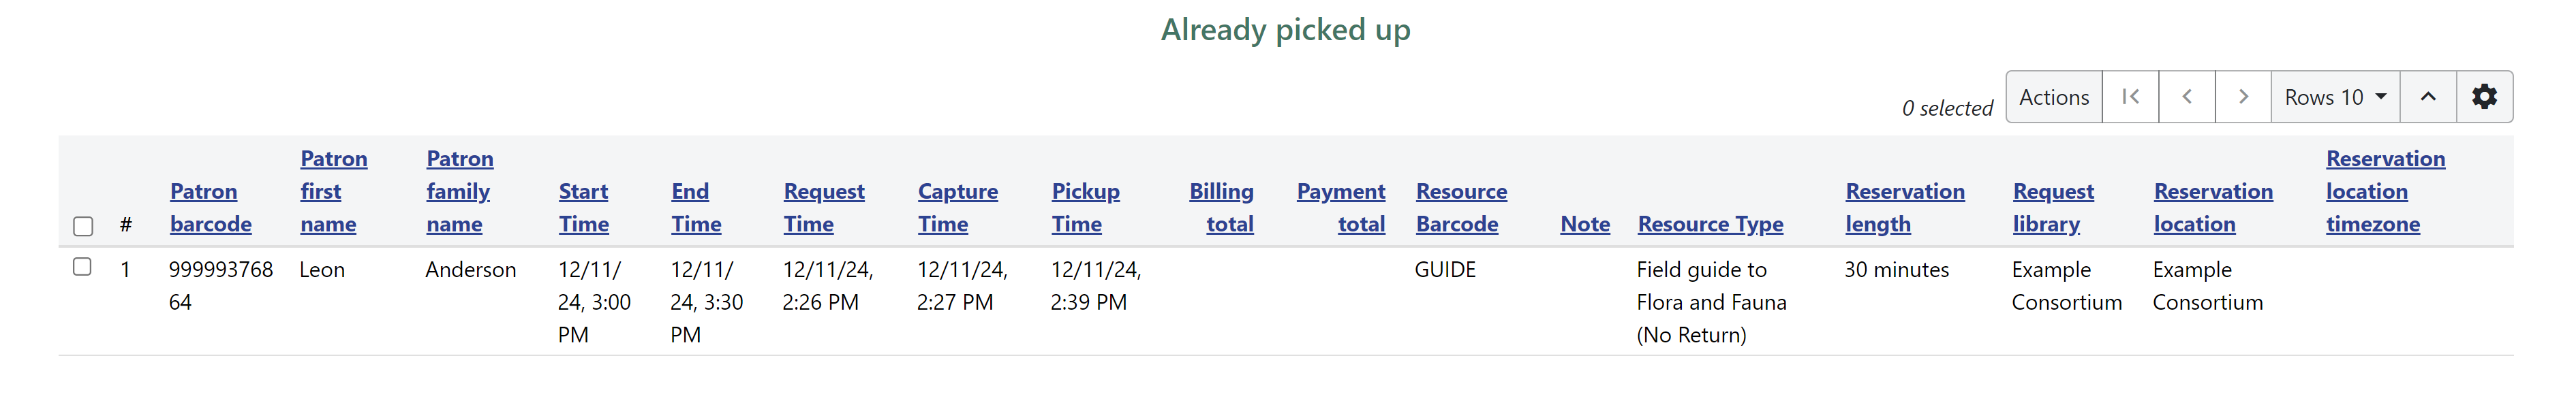 Already picked up
0 selected Actions Rows 10
# Patron barcode Patron first name Patron family name Start Time End Time Request Time Capture Time Pickup Time Billing total Payment total Resource Barcode Note Resource Type Reservation length Request library Reservation location Reservation location timezone
1 99999376864 Leon Anderson 12/11/24, 3:00 PM 12/11/24, 3:30 PM 12/11/24, 2:26 PM 12/11/24, 2:27 PM 12/11/24, 2:39 PM GUIDE Field guide to Flora and Fauna (No Return) 30 minutes Example Consortium Example Consortium